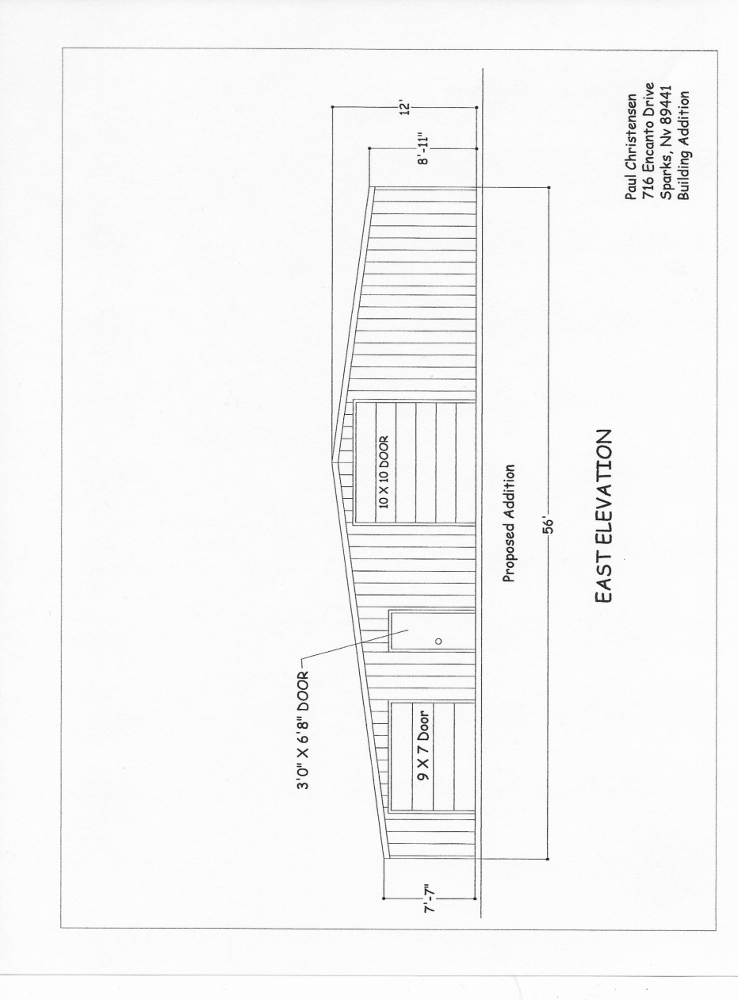 3'0" X 6'8" DOOR
12'
8'-11"
7'-7"
9 X 7 Door
10 X 10 DOOR
Proposed Addition
56'
EAST ELEVATION
Paul Christensen
716 Encanto Drive
Sparks, Nv 89441
Building Addition